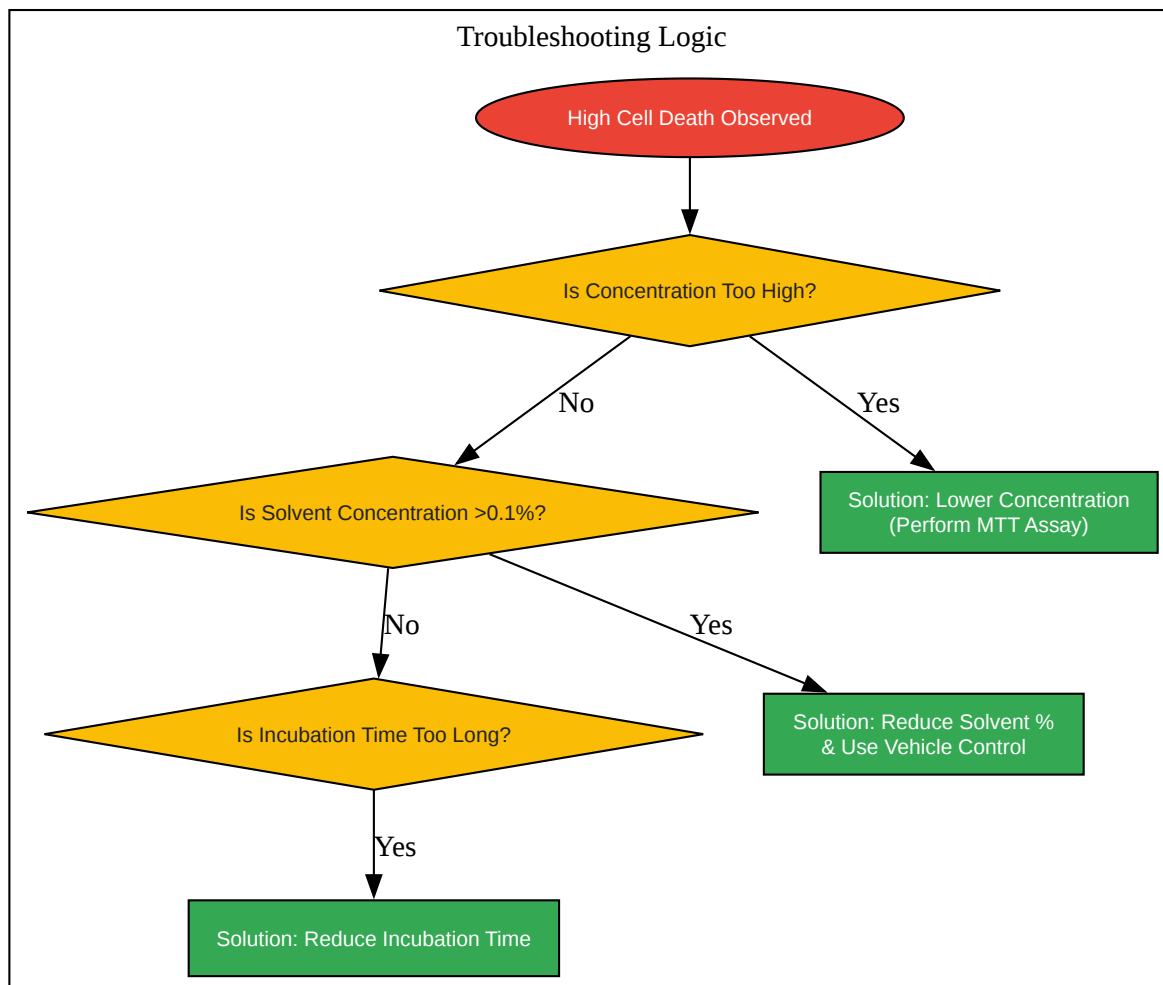 Troubleshooting Logic
High Cell Death Observed
Is Concentration Too High?
No
Yes
Solution: Lower Concentration
(Perform MTT Assay)
Is Solvent Concentration >0.1%?
No
Yes
Solution: Reduce Solvent %
& Use Vehicle Control
Is Incubation Time Too Long?
Yes
Solution: Reduce Incubation Time